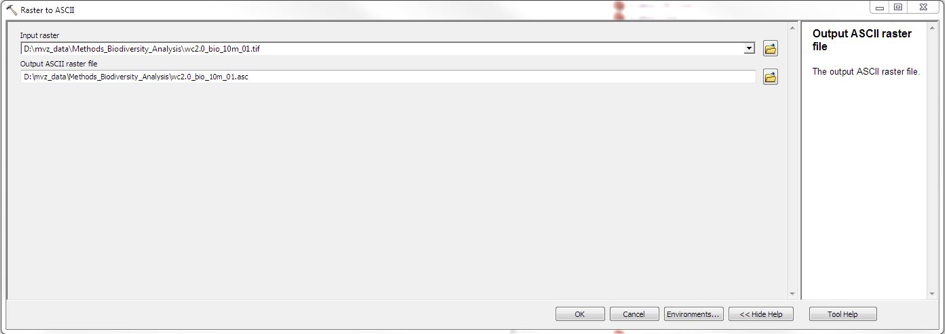 Raster to ASCII
Input raster
D:\mvz_data\Methods_Biodiversity_Analysis\wc2.0_bio_10m_01.tif
Output ASCII raster file
D:\mvz_data\Methods_Biodiversity_Analysis\wc2.0_bio_10m_01.asc
Output ASCII raster
file
The output ASCII raster file.
OK
Cancel
Environments...
<< Hide Help
Tool Help